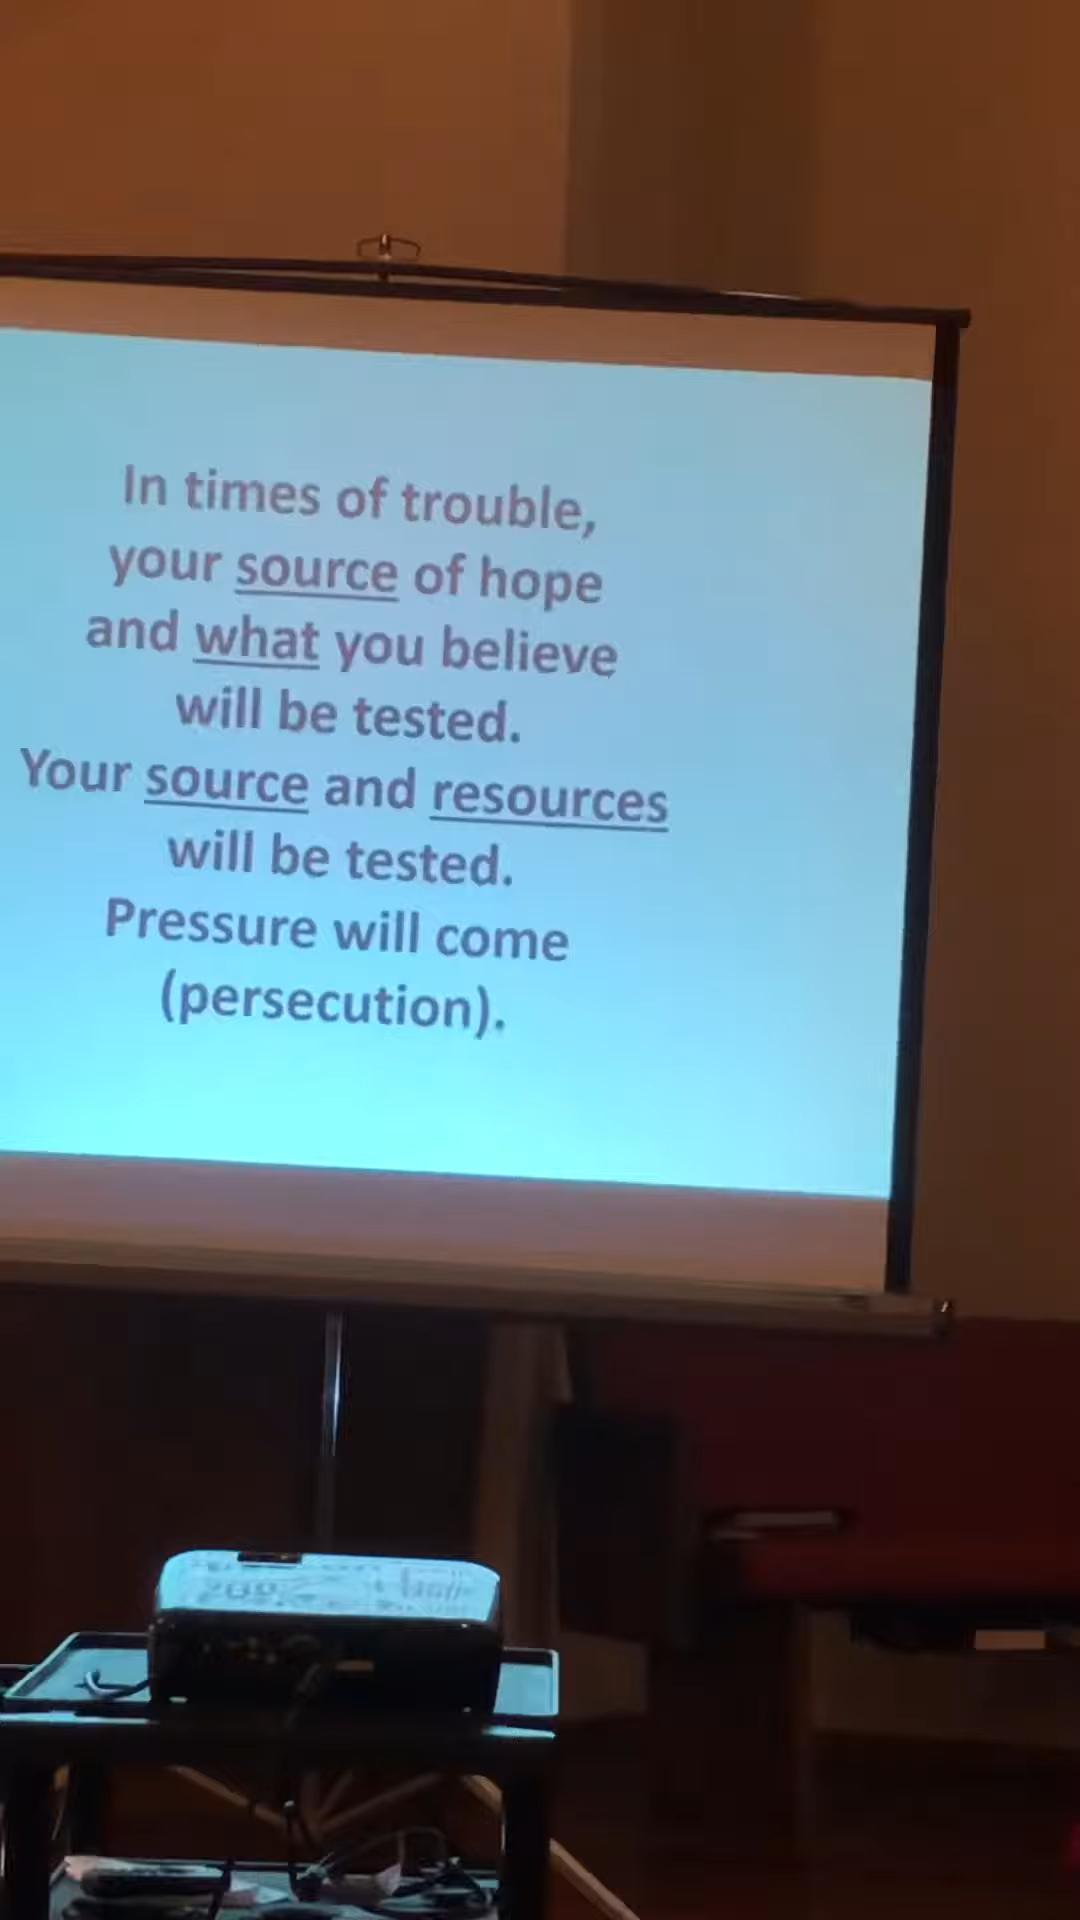 In times of trouble,
your source of hope
and what you believe
will be tested.
Your source and resources
will be tested.
Pressure will come
(persecution).